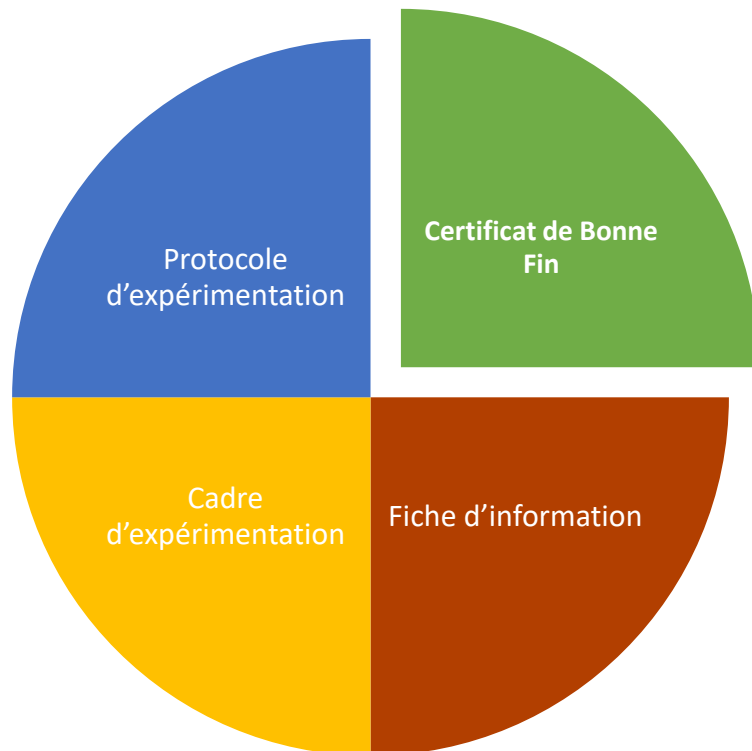 Certificat de Bonne
Fin
Protocole
d’expérimentation
Cadre
d’expérimentation
Fiche d’information